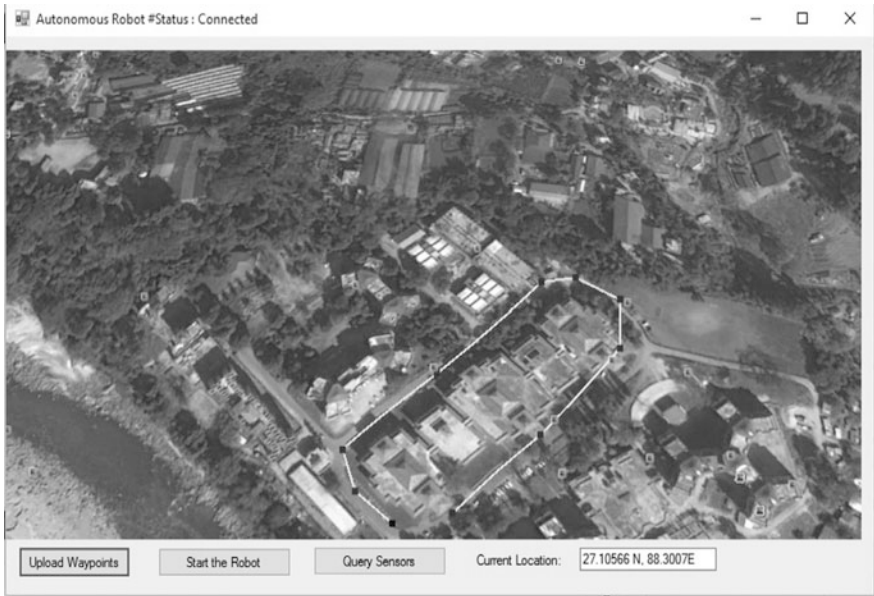 Autonomous Robot #Status : Connected
Upload Waypoints
Start the Robot
Query Sensors
Current Location:
27.10566 N, 88.3007E